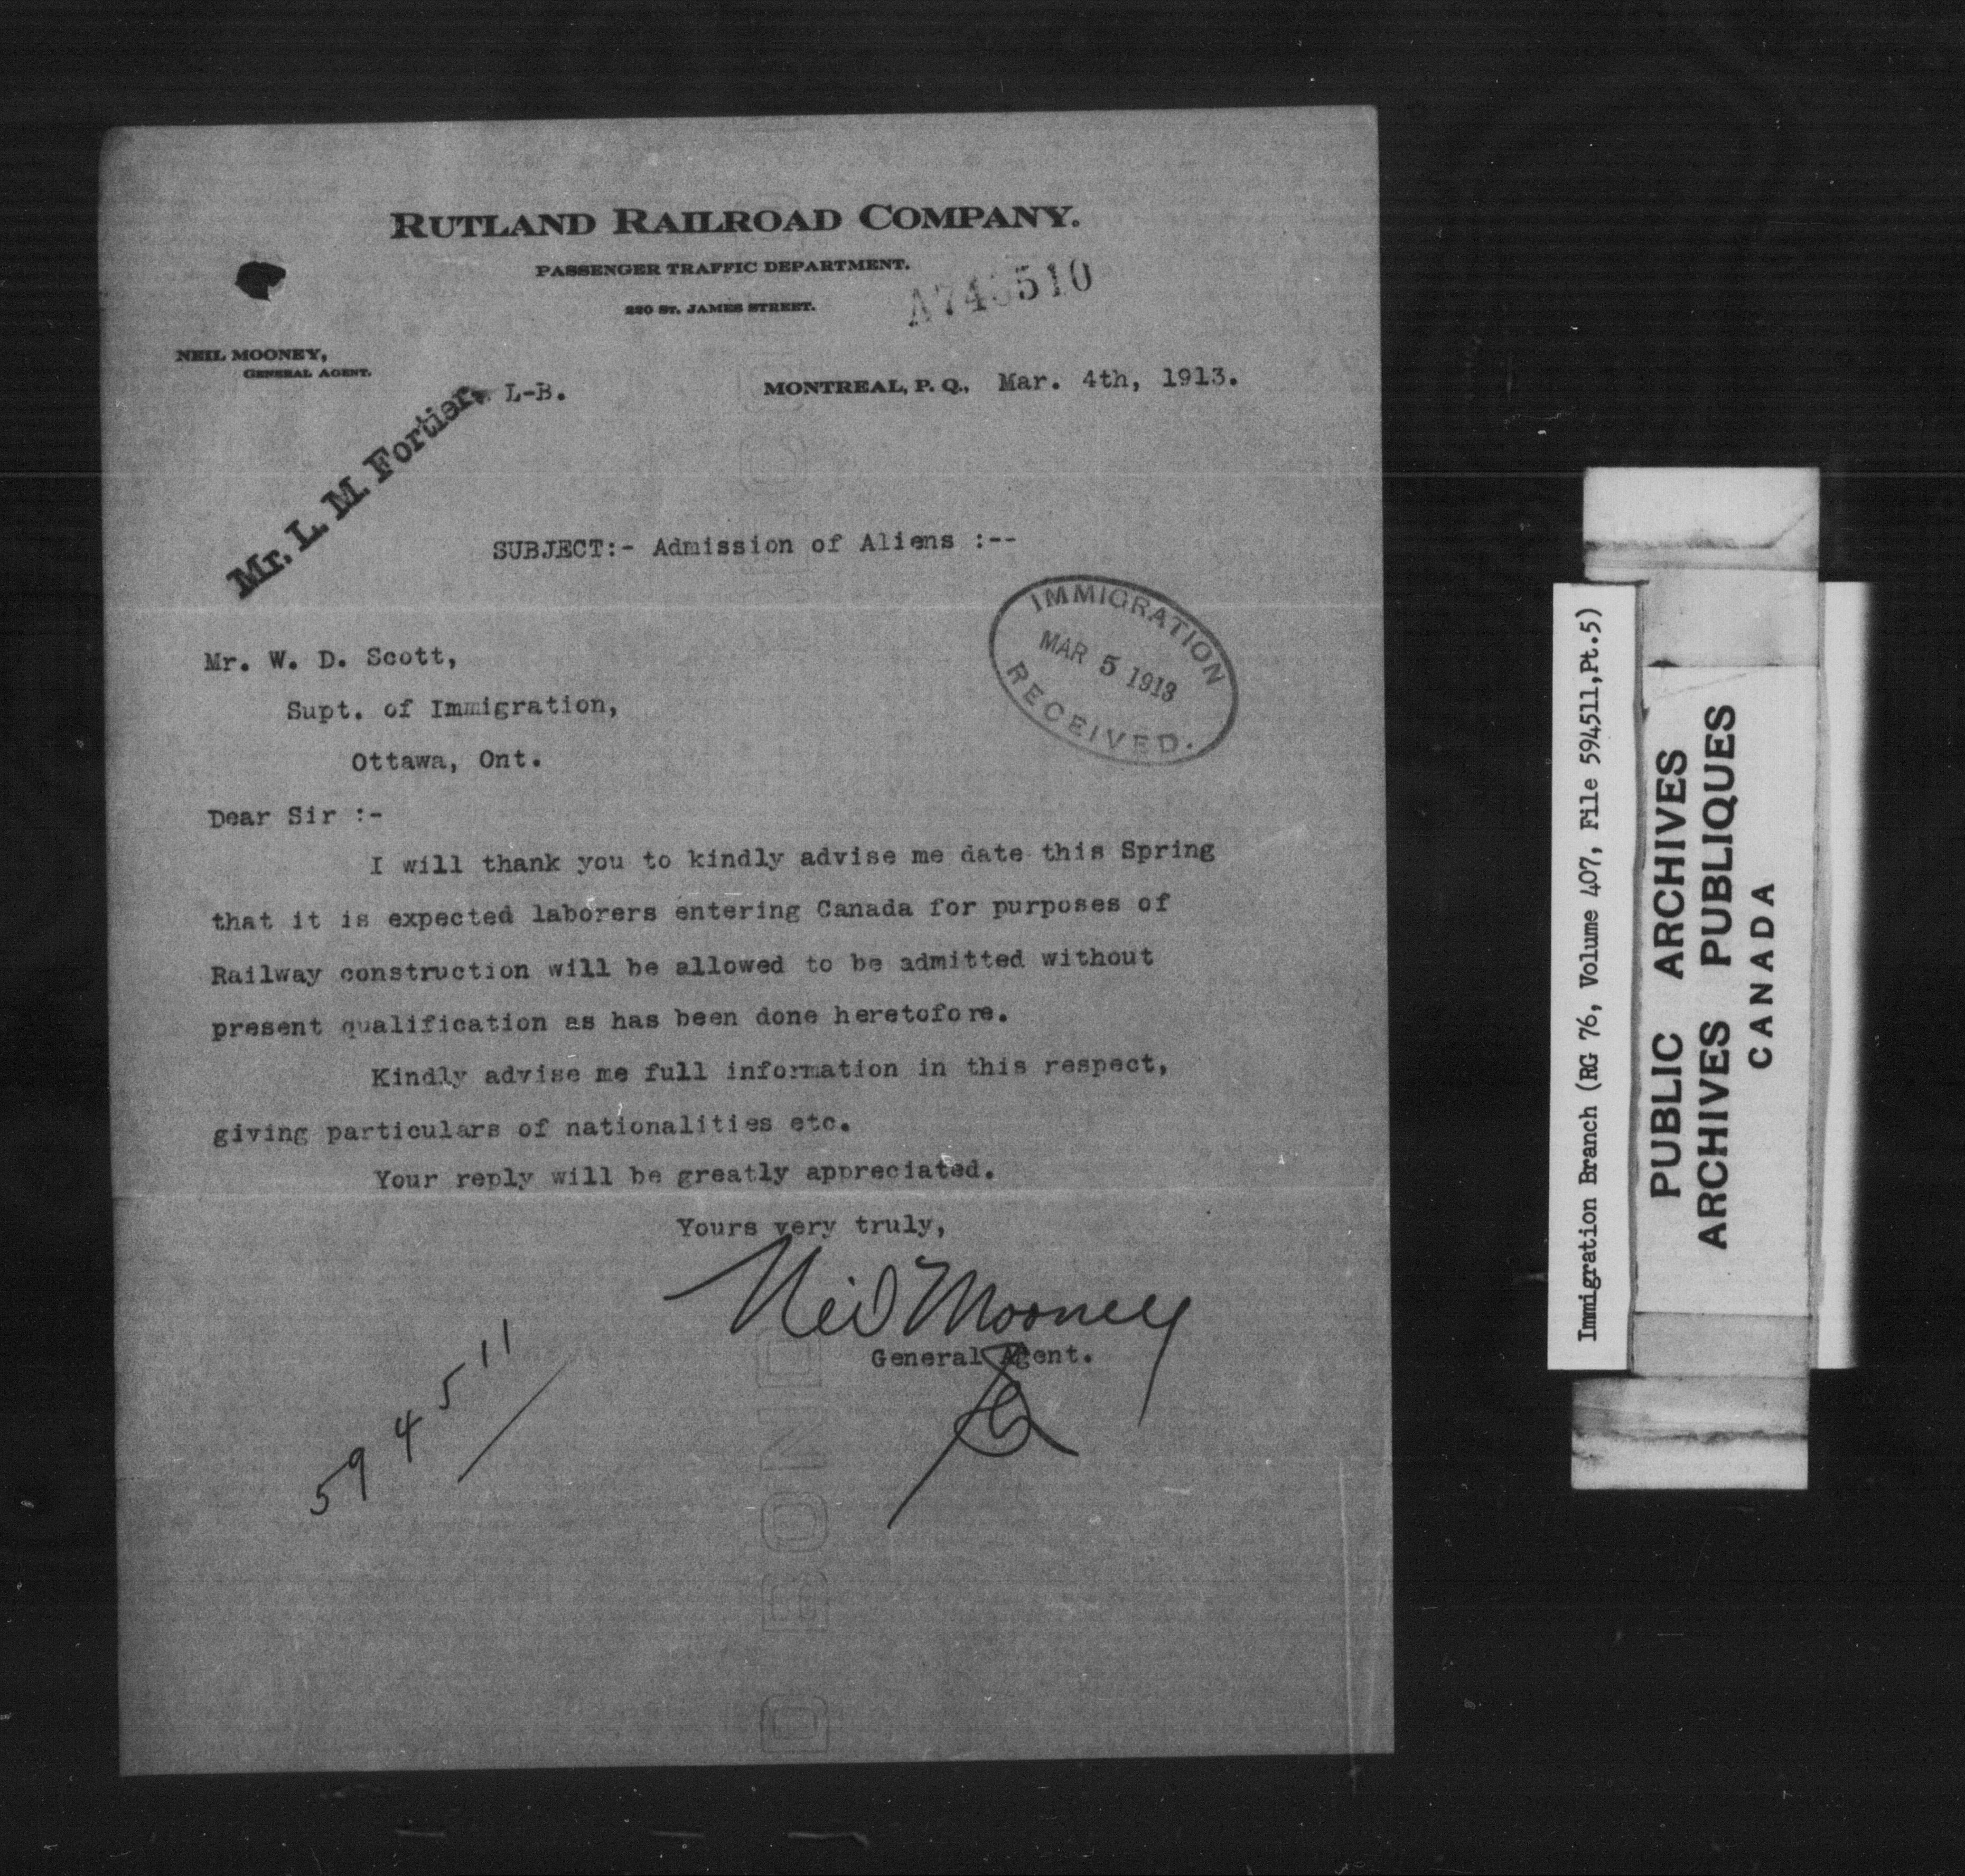 RUTLAND RAILROAD COMPANY.
PASSENGER TRAFFIC DEPARTMENT.
220 ST. JAMES STREET.
510
NEIL MOONEY,
GENERAL AGENT.
L-B.
MONTREAL, P. Q., Mar. 4th, 1913.
Mr. L. M. Fortier.
SUBJECT:- Admission of Aliens :--
IMMIGRATION
MAR 5 1913
RECEIVED.
Mr. W. D. Scott,
Supt. of Immigration,
Ottawa, Ont.
Dear Sir :-
I will thank you to kindly advise me date this Spring
that it is expected laborers entering Canada for purposes of
Railway construction will be allowed to be admitted without
present qualification as has been done heretofore.
Kindly advise me full information in this respect,
giving particulars of nationalities etc.
Your reply will be greatly appreciated.
Yours very truly,
Neil Mooney
General Agent.
594511
BOND
Immigration Branch (RG 76, Volume 407, File 594511,Pt.5)
PUBLIC ARCHIVES
ARCHIVES PUBLIQUES
CANADA